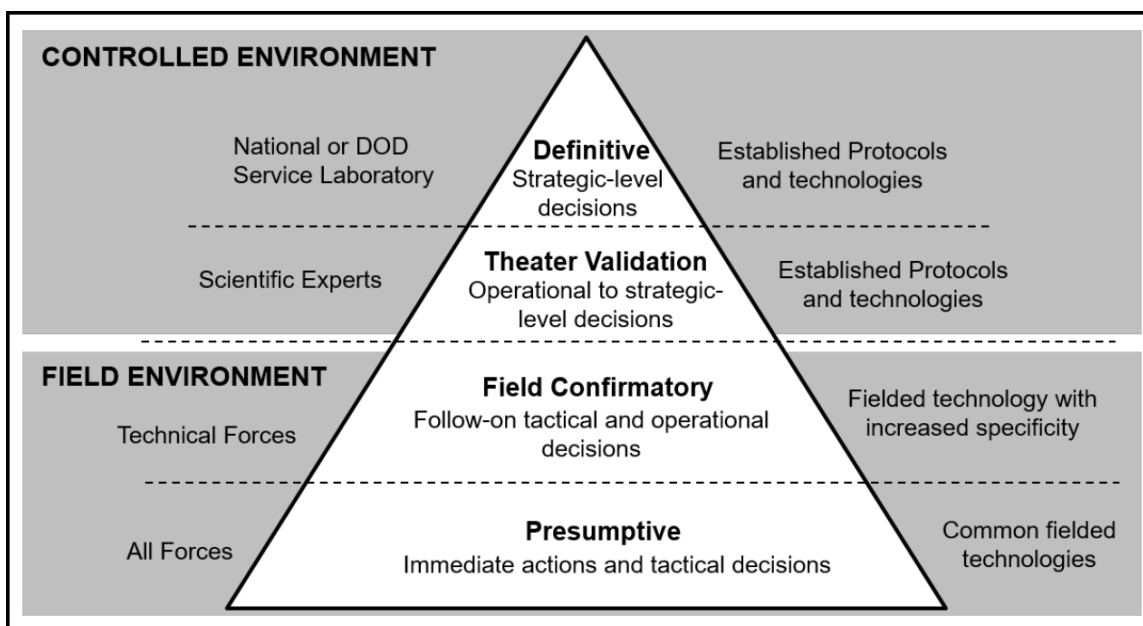 CONTROLLED ENVIRONMENT
National or DOD
Service Laboratory
Definitive
Strategic-level
decisions
Established Protocols
and technologies
Scientific Experts
Theater Validation
Operational to strategic-
level decisions
Established Protocols
and technologies
FIELD ENVIRONMENT
Technical Forces
Field Confirmatory
Follow-on tactical and operational
decisions
Fielded technology with
increased specificity
All Forces
Presumptive
Immediate actions and tactical decisions
Common fielded
technologies